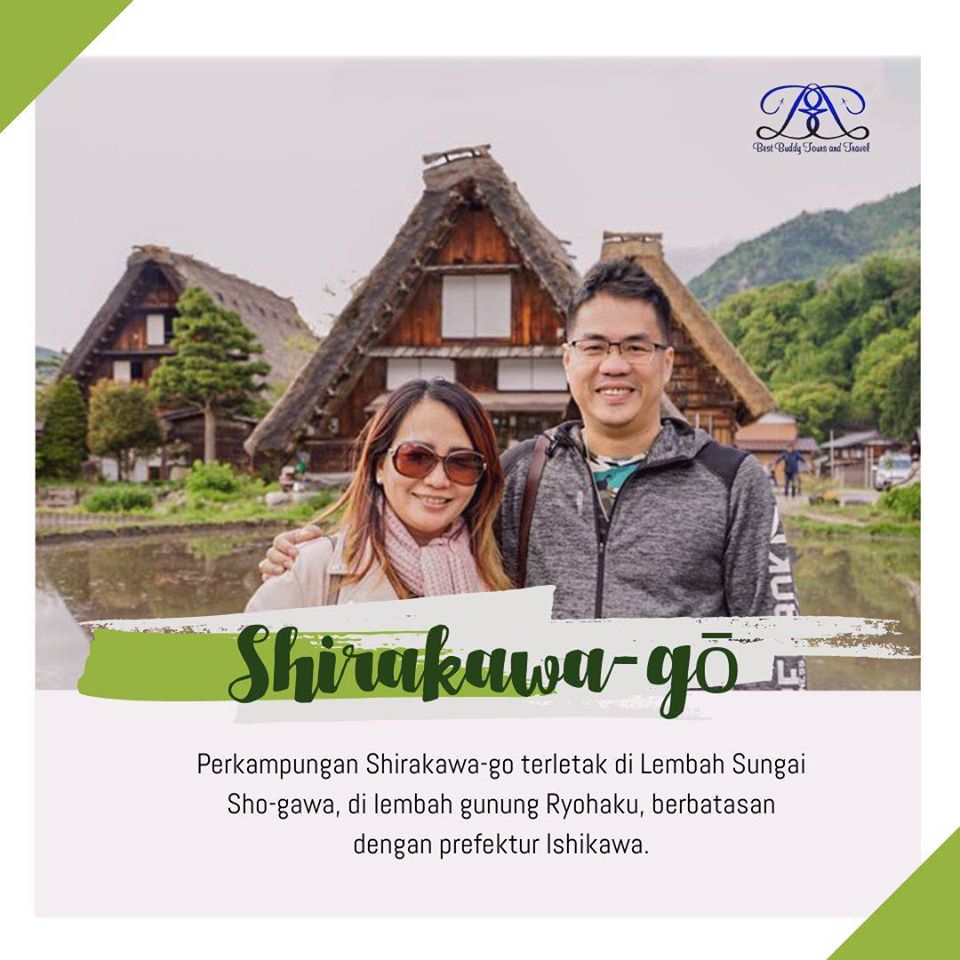 Best Buddy Tours and Travel
Shirakawa-gō
Perkampungan Shirakawa-go terletak di Lembah Sungai
Sho-gawa, di lembah gunung Ryohaku, berbatasan
dengan prefektur Ishikawa.